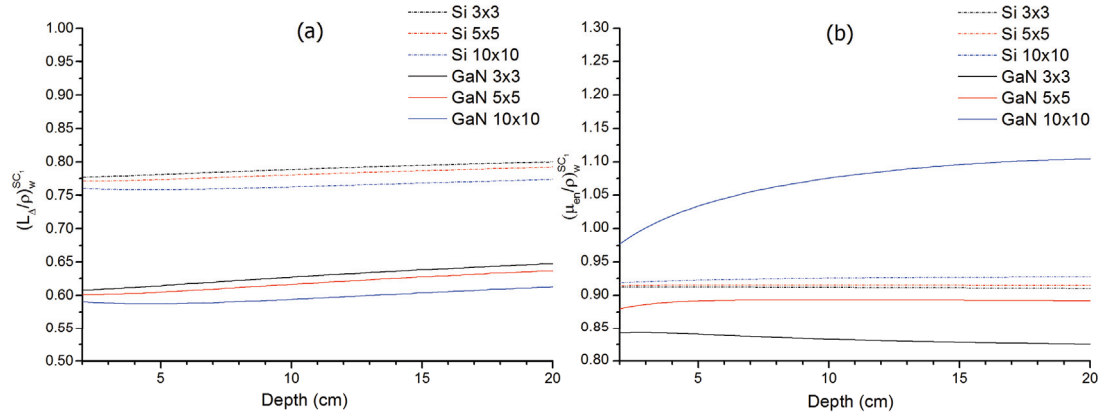 (a)
Si 3x3
Si 5x5
Si 10x10
GaN 3x3
GaN 5x5
GaN 10x10
1.00
0.95
0.90
0.85
0.80
0.75
0.70
0.65
0.60
0.55
0.50
(L_Δ/ρ)_w^SC₁
5
10
15
20
Depth (cm)
(b)
Si 3x3
Si 5x5
Si 10x10
GaN 3x3
GaN 5x5
GaN 10x10
1.30
1.25
1.20
1.15
1.10
1.05
1.00
0.95
0.90
0.85
0.80
(μ_en/ρ)_w^SC₁
5
10
15
20
Depth (cm)